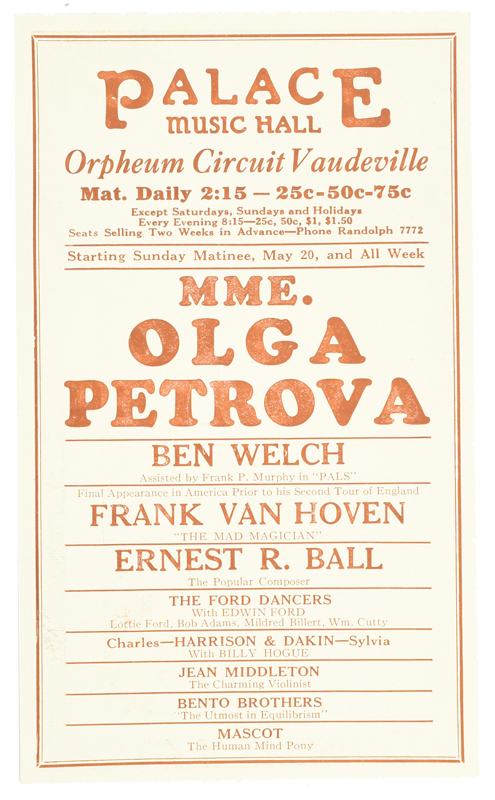 PALACE
MUSIC HALL
Orpheum Circuit Vaudeville
Mat. Daily 2:15 — 25c-50c-75c
Except Saturdays, Sundays and Holidays
Every Evening 8:15—25c, 50c, $1, $1.50
Seats Selling Two Weeks in Advance—Phone Randolph 7772
Starting Sunday Matinee, May 20, and All Week
MME.
OLGA
PETROVA
BEN WELCH
Assisted by Frank P. Murphy in "PALS"
Final Appearance in America Prior to his Second Tour of England
FRANK VAN HOVEN
"THE MAD MAGICIAN"
ERNEST R. BALL
The Popular Composer
THE FORD DANCERS
With EDWIN FORD
Lottie Ford, Bob Adams, Mildred Billert, Wm. Cutty
Charles—HARRISON & DAKIN—Sylvia
With BILLY HOGUE
JEAN MIDDLETON
The Charming Violinist
BENTO BROTHERS
"The Utmost in Equilibrism"
MASCOT
The Human Mind Pony